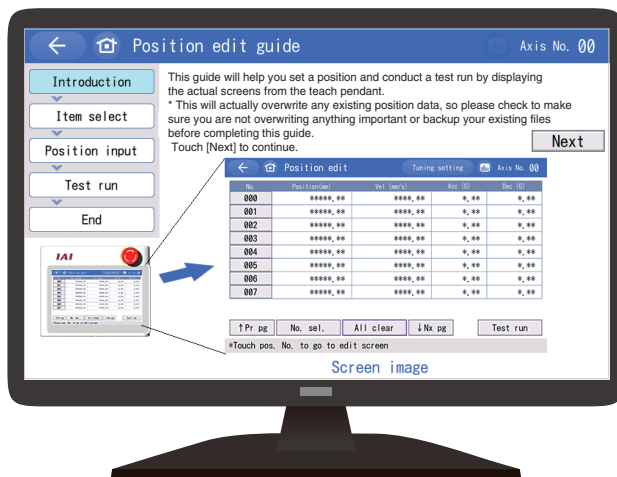 Position edit guide
Axis No. 00
Introduction
Item select
Position input
Test run
End
This guide will help you set a position and conduct a test run by displaying
the actual screens from the teach pendant.
* This will actually overwrite any existing position data, so please check to make
sure you are not overwriting anything important or backup your existing files
before completing this guide.
Touch [Next] to continue.
Next
Position edit
Tuning setting
Axis No. 00
No. Position(mm) Vel (mm/s) Acc (G) Dec (G)
000 *****.** ****.** *.** *.**
001 *****.** ****.** *.** *.**
002 *****.** ****.** *.** *.**
003 *****.** ****.** *.** *.**
004 *****.** ****.** *.** *.**
005 *****.** ****.** *.** *.**
006 *****.** ****.** *.** *.**
007 *****.** ****.** *.** *.**
↑Pr pg No. sel. All clear ↓Nx pg Test run
*Touch pos. No. to go to edit screen
IAI
Screen image